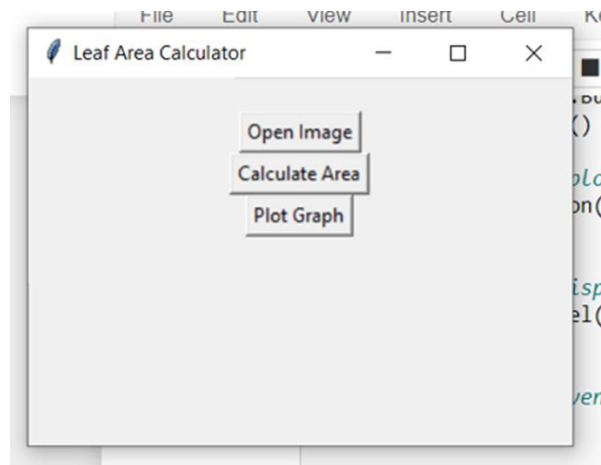 File Edit View Insert Cell
Leaf Area Calculator
Open Image
()
Calculate Area
Plot Graph